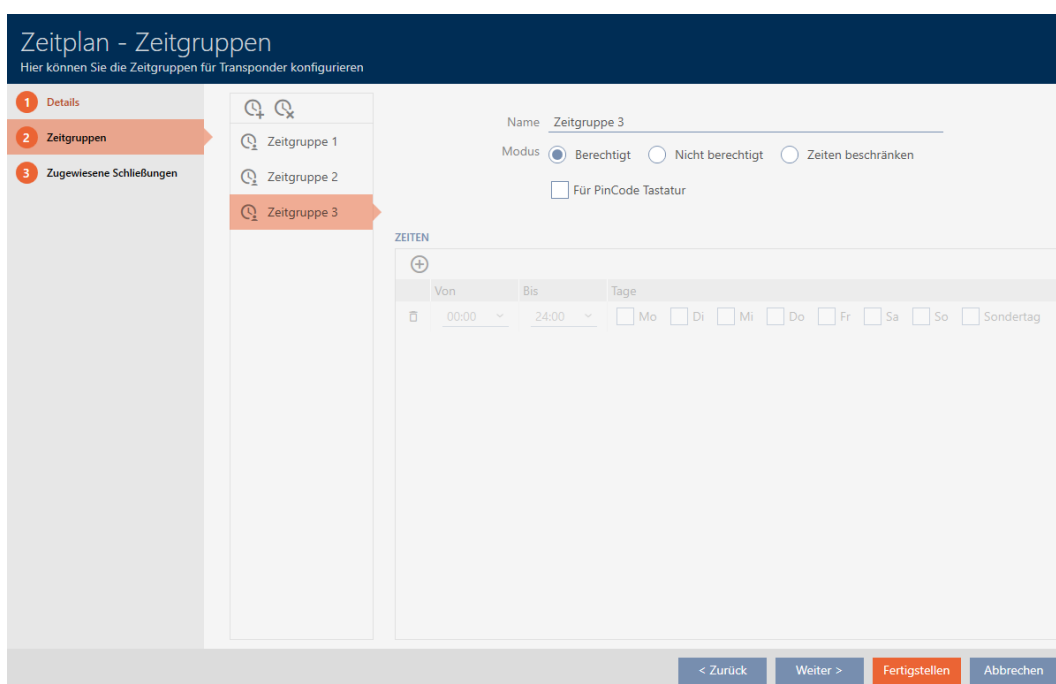 Zeitplan - Zeitgruppen
Hier können Sie die Zeitgruppen für Transponder konfigurieren
1 Details
2 Zeitgruppen
3 Zugewiesene Schließungen
Zeitgruppe 1
Zeitgruppe 2
Zeitgruppe 3
Name Zeitgruppe 3
Modus Berechtigt Nicht berechtigt Zeiten beschränken
Für PinCode Tastatur
ZEITEN
Von Bis Tage
00:00 24:00 Mo Di Mi Do Fr Sa So Sondertag
< Zurück Weiter > Fertigstellen Abbrechen